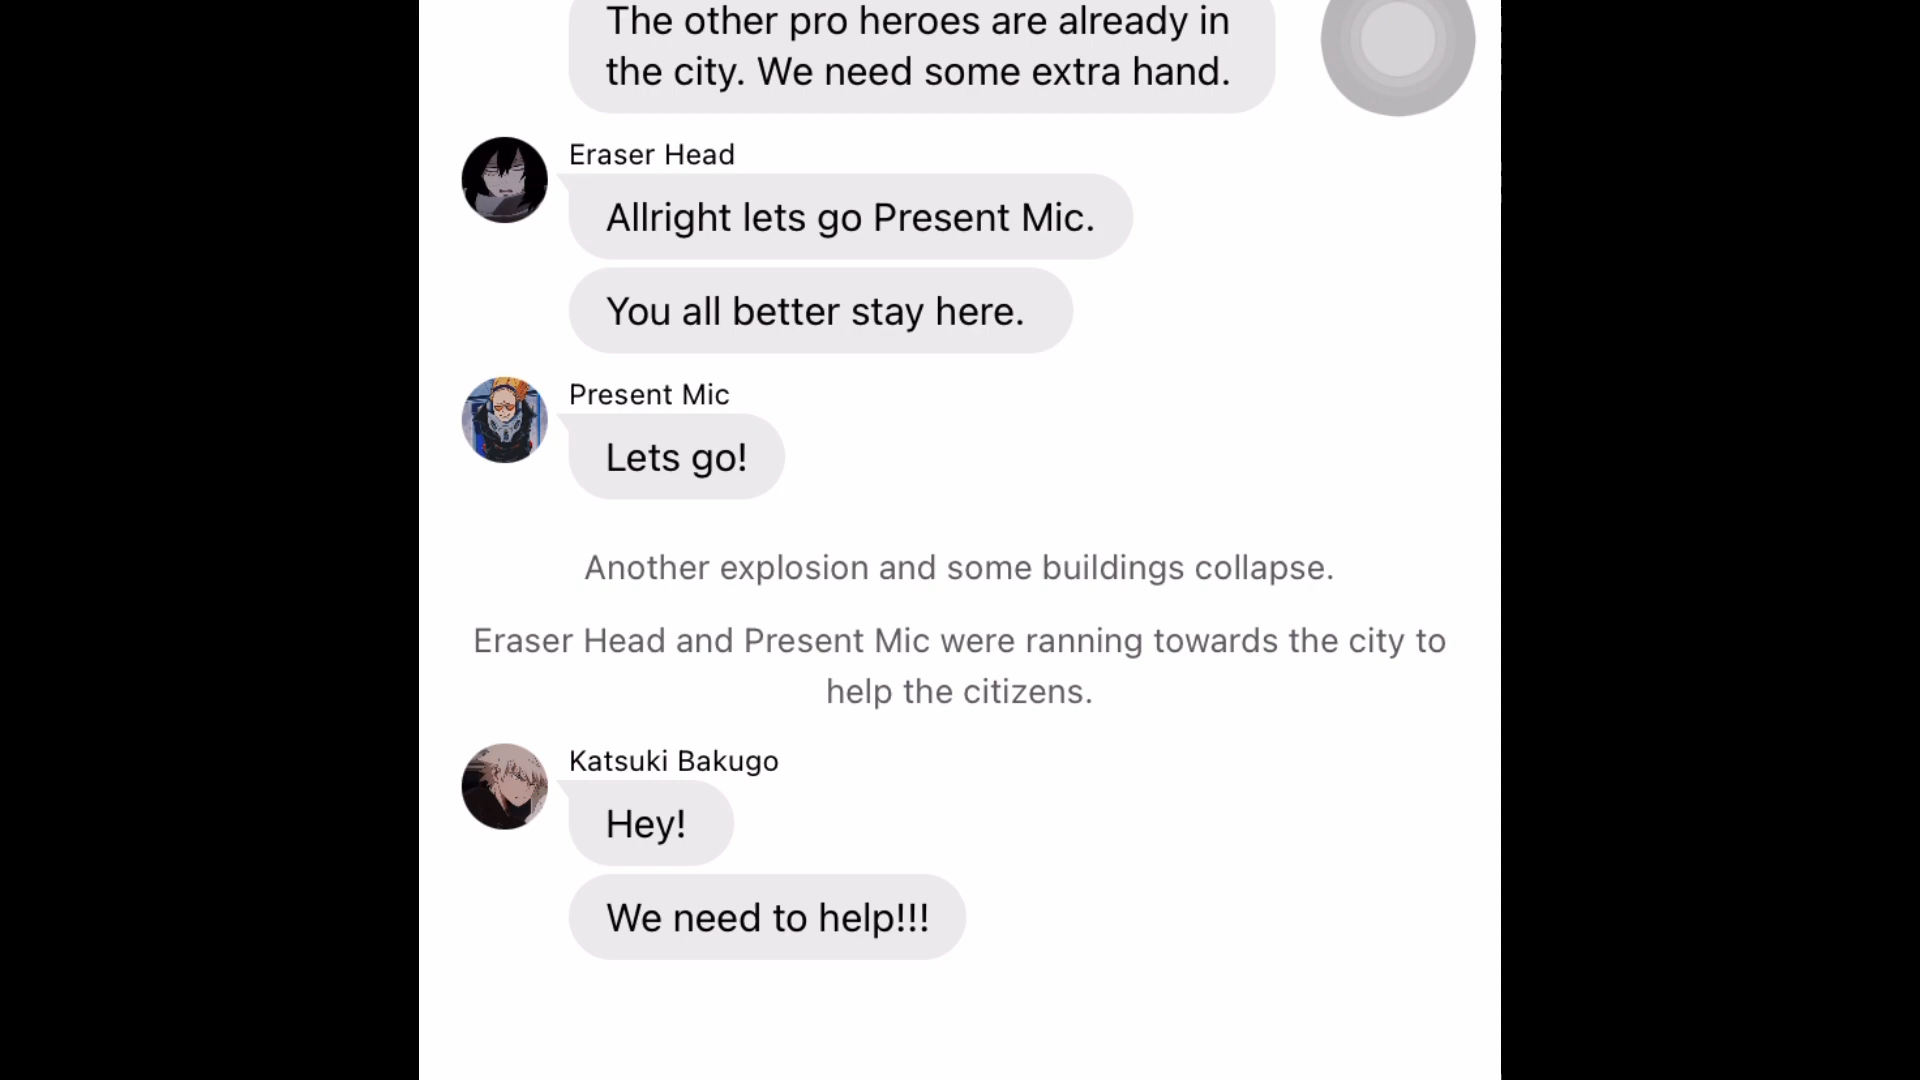 The other pro heroes are already in
the city. We need some extra hand.
Eraser Head
Allright lets go Present Mic.
You all better stay here.
Present Mic
Lets go!
Another explosion and some buildings collapse.
Eraser Head and Present Mic were ranning towards the city to
help the citizens.
Katsuki Bakugo
Hey!
We need to help!!!